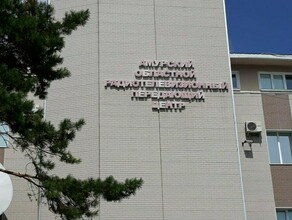 АМУРСКИЙ
ОБЛАСТНОЙ
РАДИОТЕЛЕВИЗИОННЫЙ
ПЕРЕДАЮЩИЙ
ЦЕНТР